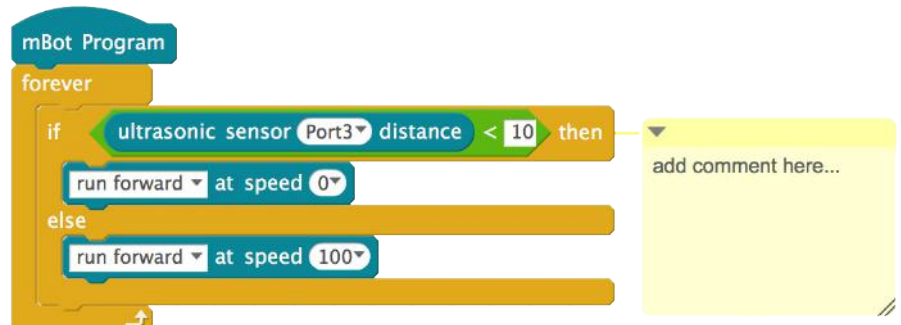 mBot Program
forever
if ultrasonic sensor Port3 distance < 10 then
add comment here...
run forward at speed 0
else
run forward at speed 100